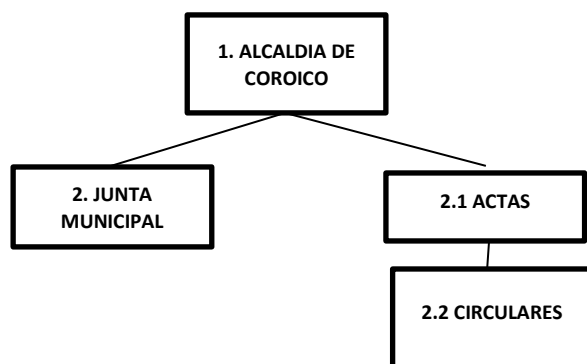 1. ALCALDIA DE
COROICO
2. JUNTA
MUNICIPAL
2.1 ACTAS
2.2 CIRCULARES